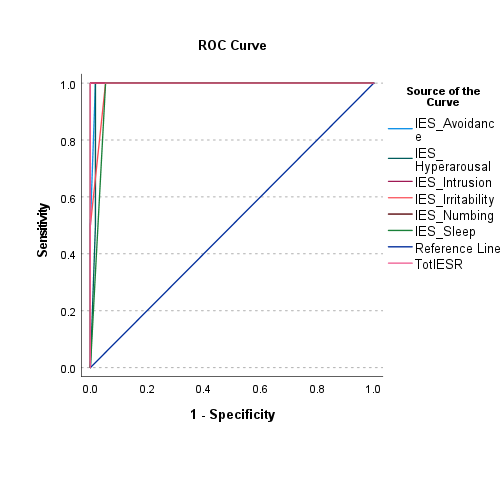 ROC Curve
Sensitivity
1.0
0.8
0.6
0.4
0.2
0.0
0.0 0.2 0.4 0.6 0.8 1.0
1 - Specificity
Source of the
Curve
IES_Avoidanc
e
IES_
Hyperarousal
IES_Intrusion
IES_Irritability
IES_Numbing
IES_Sleep
Reference Line
TotIESR